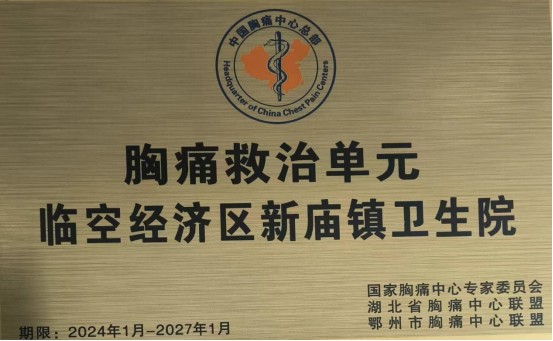 中国胸痛中心总部
Headquarter of China Chest Pain Centers
胸痛救治单元
临空经济区新庙镇卫生院
国家胸痛中心专家委员会
湖北省胸痛中心联盟
鄂州市胸痛中心联盟
期限：2024年1月-2027年1月